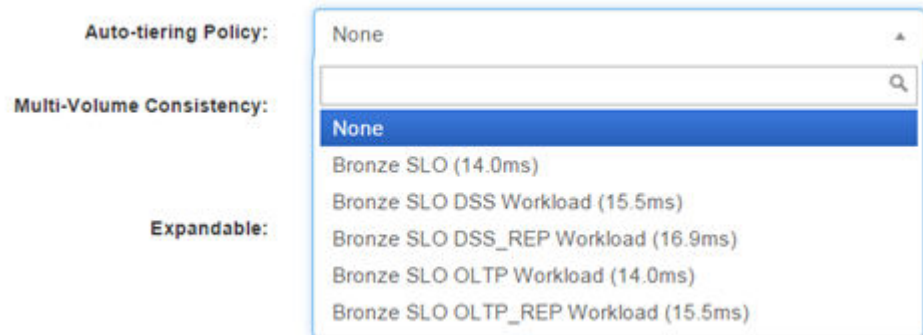 Auto-tiering Policy: None
Multi-Volume Consistency:
None
Bronze SLO (14.0ms)
Bronze SLO DSS Workload (15.5ms)
Expandable: Bronze SLO DSS_REP Workload (16.9ms)
Bronze SLO OLTP Workload (14.0ms)
Bronze SLO OLTP_REP Workload (15.5ms)